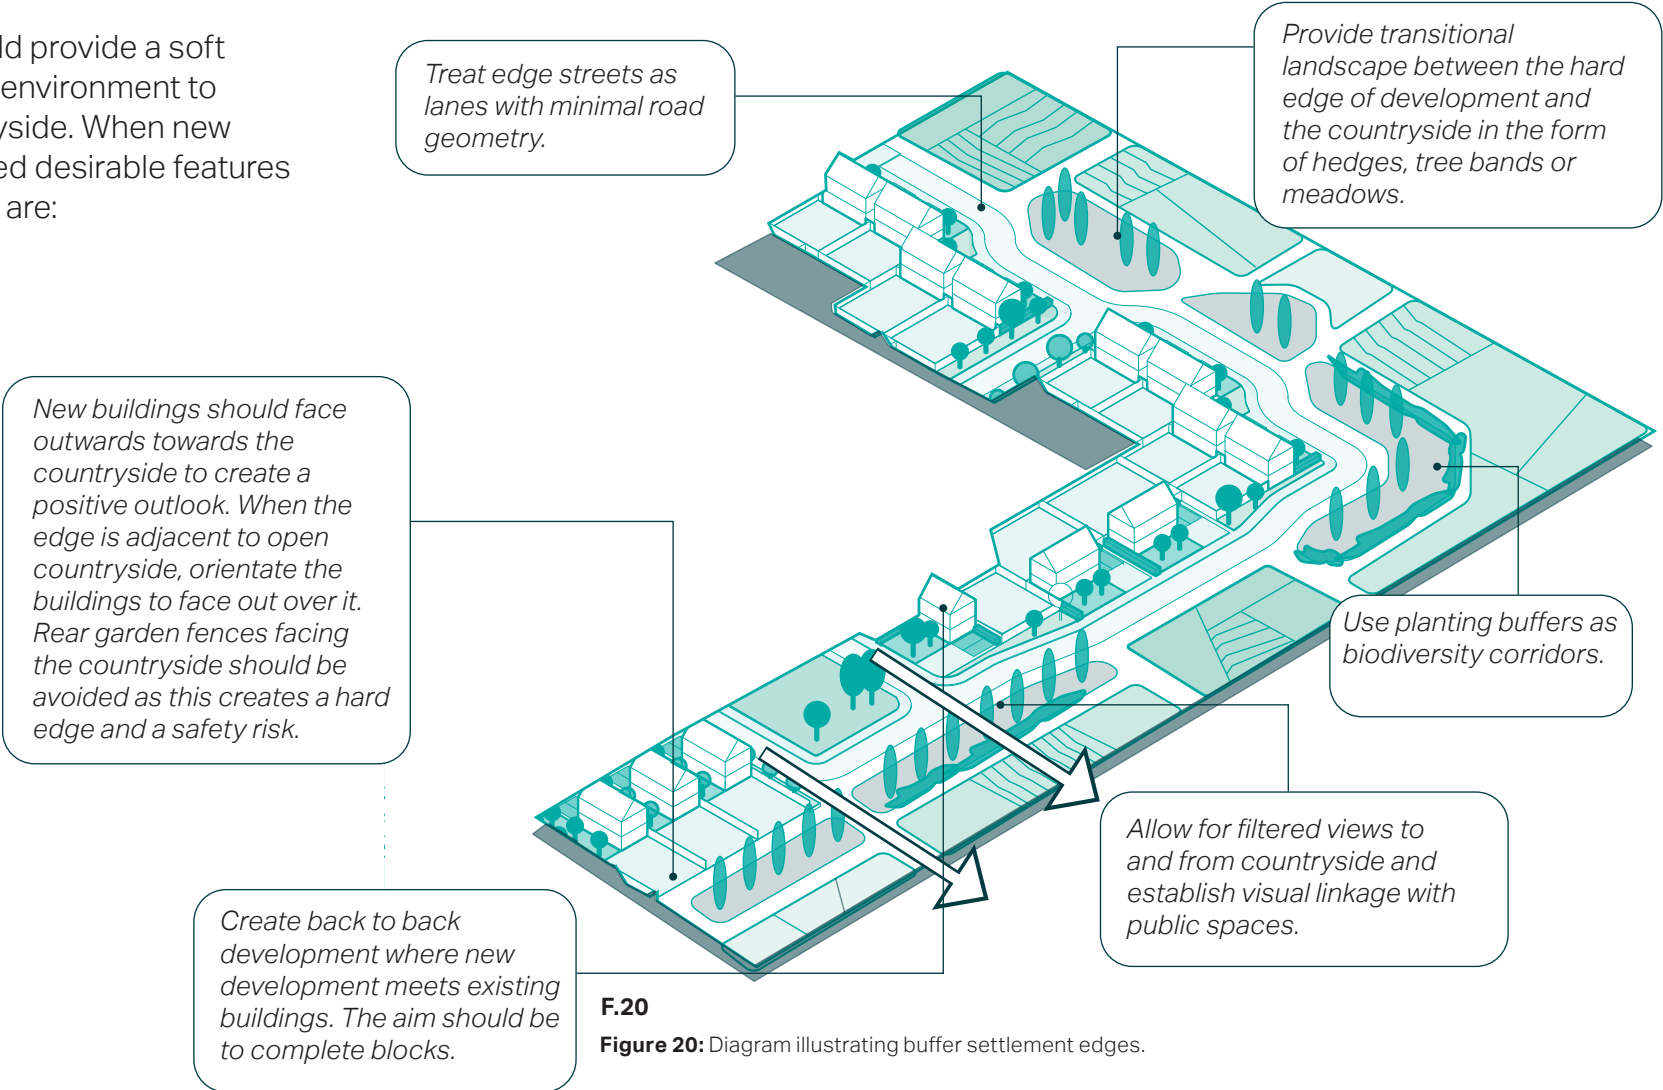 ld provide a soft
environment to
yside. When new
ed desirable features
are:
Treat edge streets as
lanes with minimal road
geometry.
Provide transitional
landscape between the hard
edge of development and
the countryside in the form
of hedges, tree bands or
meadows.
New buildings should face
outwards towards the
countryside to create a
positive outlook. When the
edge is adjacent to open
countryside, orientate the
buildings to face out over it.
Rear garden fences facing
the countryside should be
avoided as this creates a hard
edge and a safety risk.
Use planting buffers as
biodiversity corridors.
Allow for filtered views to
and from countryside and
establish visual linkage with
public spaces.
Create back to back
development where new
development meets existing
buildings. The aim should be
to complete blocks.
F.20
Figure 20: Diagram illustrating buffer settlement edges.